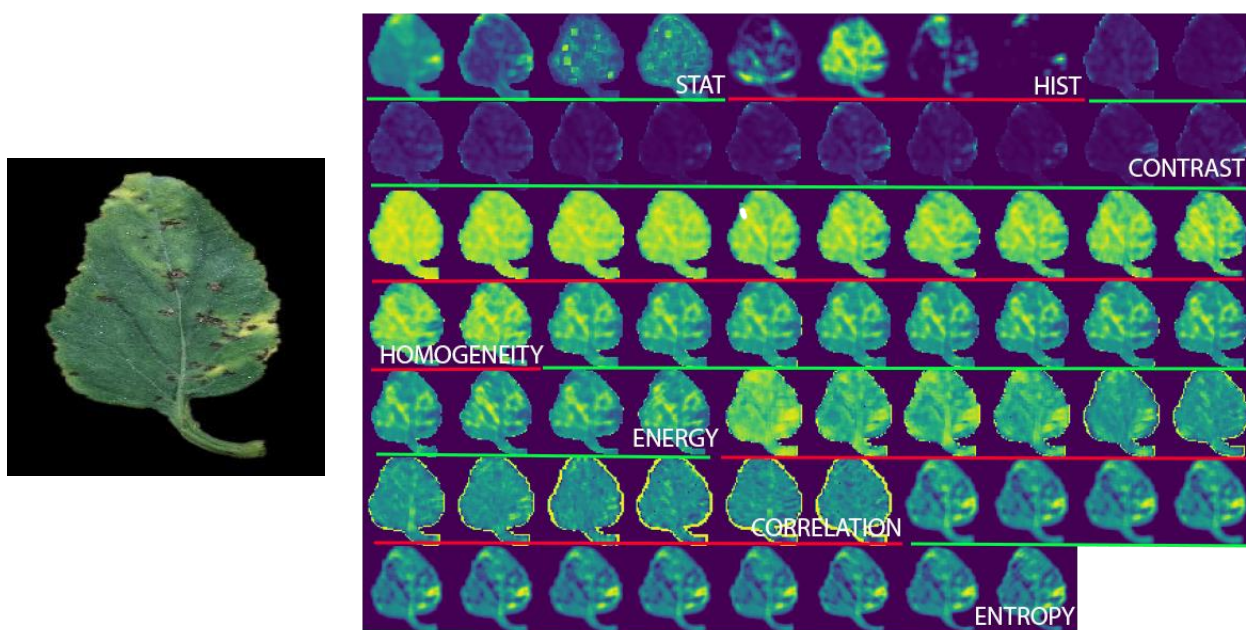 STAT
HIST
CONTRAST
HOMOGENEITY
ENERGY
CORRELATION
ENTROPY